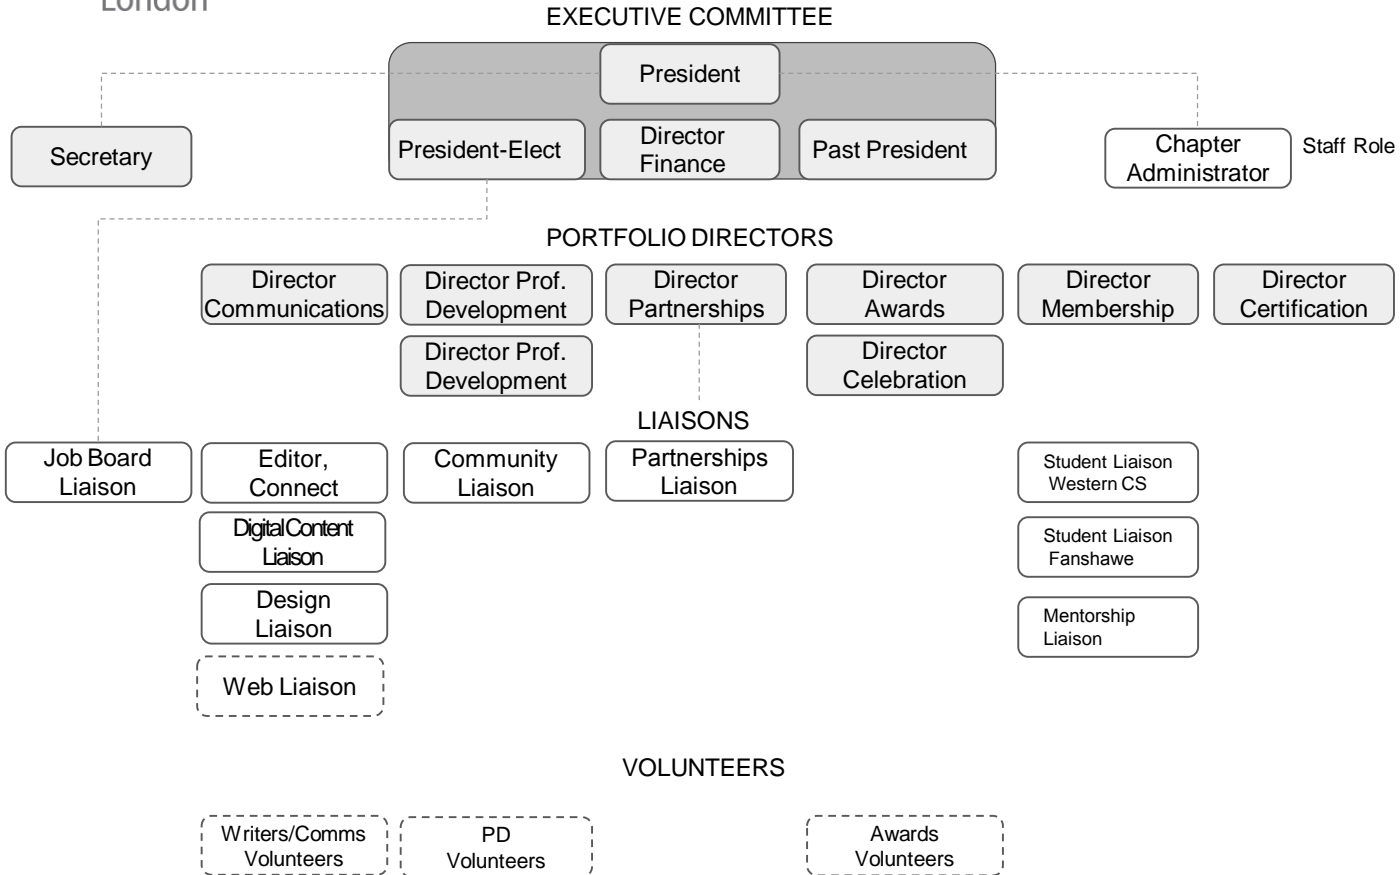 London
EXECUTIVE COMMITTEE
President
Secretary
President-Elect
Director
Finance
Past President
Chapter
Administrator
Staff Role
PORTFOLIO DIRECTORS
Director
Communications
Director Prof.
Development
Director
Partnerships
Director
Awards
Director
Membership
Director
Certification
Director Prof.
Development
Director
Celebration
LIAISONS
Job Board
Liaison
Editor,
Connect
Community
Liaison
Partnerships
Liaison
Student Liaison
Western CS
Digital Content
Liaison
Student Liaison
Fanshawe
Design
Liaison
Mentorship
Liaison
Web Liaison
VOLUNTEERS
Writers/Comms
Volunteers
PD
Volunteers
Awards
Volunteers